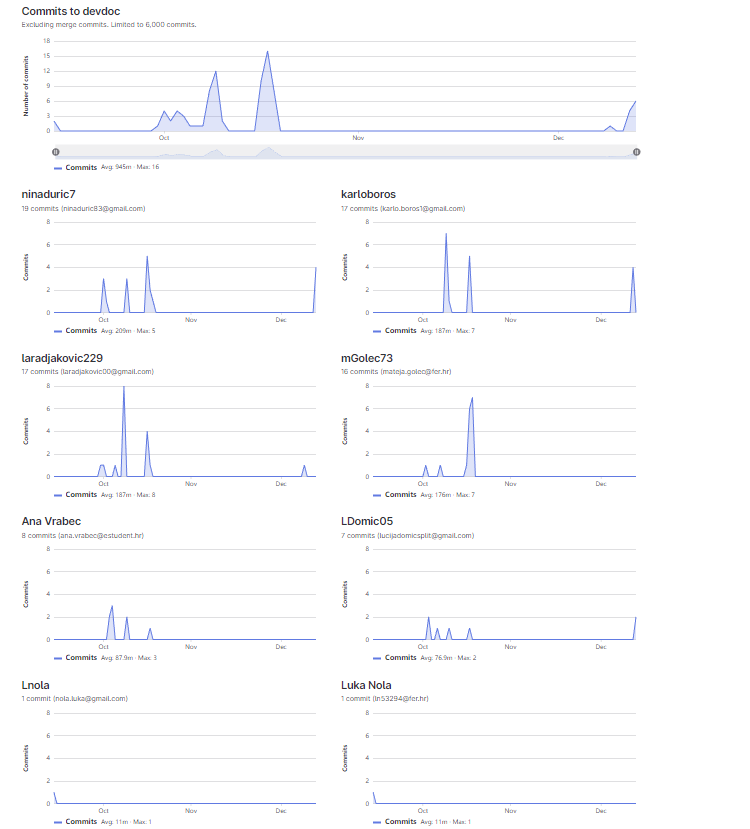 Commits to devdoc
Excluding merge commits. Limited to 6,000 commits.
Number of commits
18
15
12
9
6
3
0
Oct Nov Dec
Commits Avg: 945m · Max: 16
ninaduric7
19 commits (ninaduric83@gmail.com)
Commits
8
6
4
2
0
Oct Nov Dec
Commits Avg: 209m · Max: 5
karloboros
17 commits (karlo.boros1@gmail.com)
Commits
8
6
4
2
0
Oct Nov Dec
Commits Avg: 187m · Max: 7
laradjakovic229
17 commits (laradjakovic00@gmail.com)
Commits
8
6
4
2
0
Oct Nov Dec
Commits Avg: 187m · Max: 8
mGolec73
16 commits (mateja.golec@fer.hr)
Commits
8
6
4
2
0
Oct Nov Dec
Commits Avg: 176m · Max: 7
Ana Vrabec
8 commits (ana.vrabec@estudent.hr)
Commits
8
6
4
2
0
Oct Nov Dec
Commits Avg: 87.9m · Max: 3
LDomic05
7 commits (lucijadomicsplit@gmail.com)
Commits
8
6
4
2
0
Oct Nov Dec
Commits Avg: 76.9m · Max: 2
Lnola
1 commit (nola.luka@gmail.com)
Commits
8
6
4
2
0
Oct Nov Dec
Commits Avg: 11m · Max: 1
Luka Nola
1 commit (ln53294@fer.hr)
Commits
8
6
4
2
0
Oct Nov Dec
Commits Avg: 11m · Max: 1